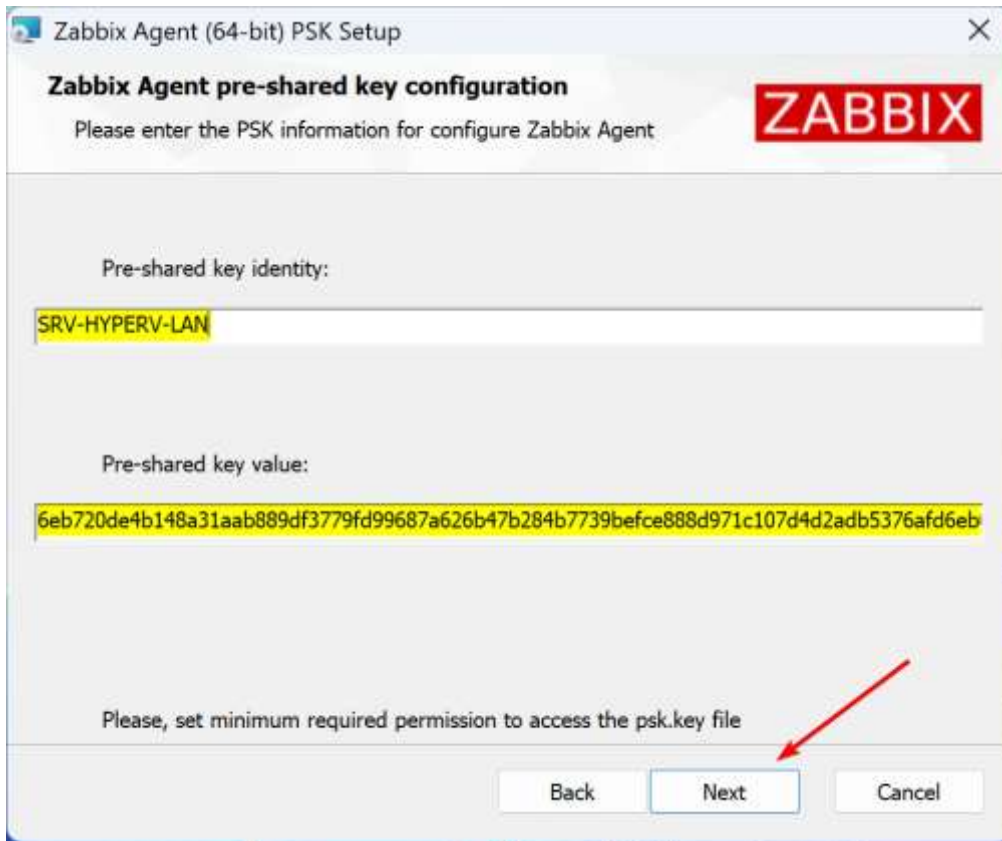 Zabbix Agent (64-bit) PSK Setup
Zabbix Agent pre-shared key configuration
Please enter the PSK information for configure Zabbix Agent
ZABBIX
Pre-shared key identity:
SRV-HYPERV-LAN
Pre-shared key value:
6eb720de4b148a31aab889df3779fd99687a626b47b284b7739befce888d971c107d4d2adb5376afd6eb
Please, set minimum required permission to access the psk.key file
Back Next Cancel